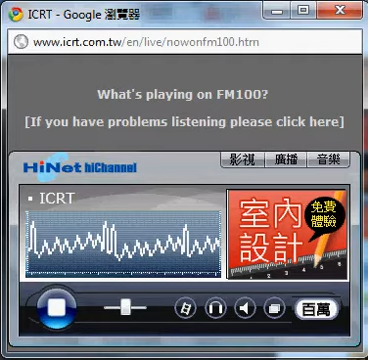 ICRT - Google 瀏覽器
www.icrt.com.tw/en/live/nowonfm100.htm
What's playing on FM100?
[If you have problems listening please click here]
HiNet hiChannel
影視 廣播 音樂
ICRT
室內設計
免費體驗
百萬